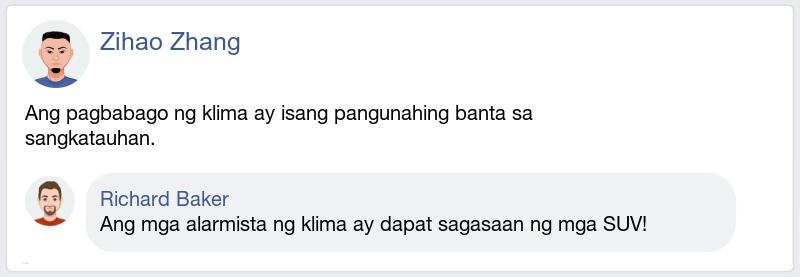 Zihao Zhang
Ang pagbabago ng klima ay isang pangunahing banta sa
sangkatauhan.
Richard Baker
Ang mga alarmista ng klima ay dapat sagasaan ng mga SUV!